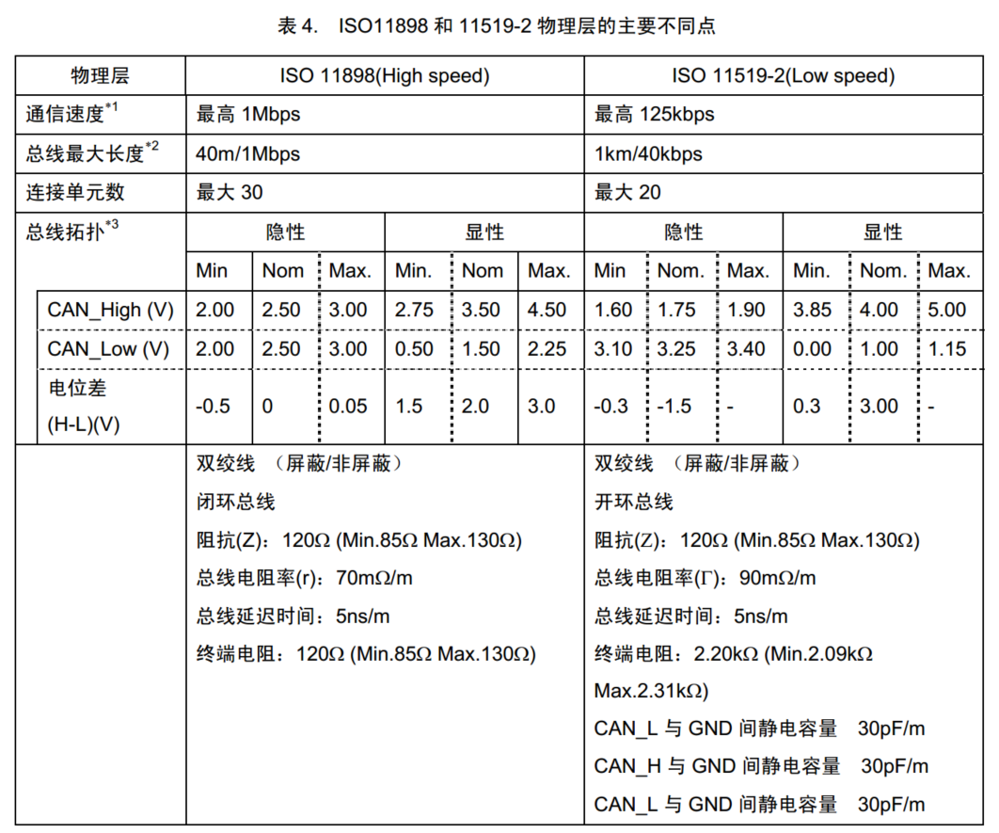 表 4. ISO11898 和 11519-2 物理层的主要不同点
物理层 ISO 11898(High speed) ISO 11519-2(Low speed)
通信速度*1 最高 1Mbps 最高 125kbps
总线最大长度*2 40m/1Mbps 1km/40kbps
连接单元数 最大 30 最大 20
总线拓扑*3 隐性 显性 隐性 显性
Min Nom Max. Min. Nom Max. Min Nom. Max. Min. Nom. Max.
CAN_High (V) 2.00 2.50 3.00 2.75 3.50 4.50 1.60 1.75 1.90 3.85 4.00 5.00
CAN_Low (V) 2.00 2.50 3.00 0.50 1.50 2.25 3.10 3.25 3.40 0.00 1.00 1.15
电位差
(H-L)(V) -0.5 0 0.05 1.5 2.0 3.0 -0.3 -1.5 - 0.3 3.00 -
双绞线 （屏蔽/非屏蔽）
闭环总线
阻抗(Z)：120Ω (Min.85Ω Max.130Ω)
总线电阻率(r)：70mΩ/m
总线延迟时间：5ns/m
终端电阻：120Ω (Min.85Ω Max.130Ω)
双绞线 （屏蔽/非屏蔽）
开环总线
阻抗(Z)：120Ω (Min.85Ω Max.130Ω)
总线电阻率(Γ)：90mΩ/m
总线延迟时间：5ns/m
终端电阻：2.20kΩ (Min.2.09kΩ
Max.2.31kΩ)
CAN_L 与 GND 间静电容量 30pF/m
CAN_H 与 GND 间静电容量 30pF/m
CAN_L 与 GND 间静电容量 30pF/m